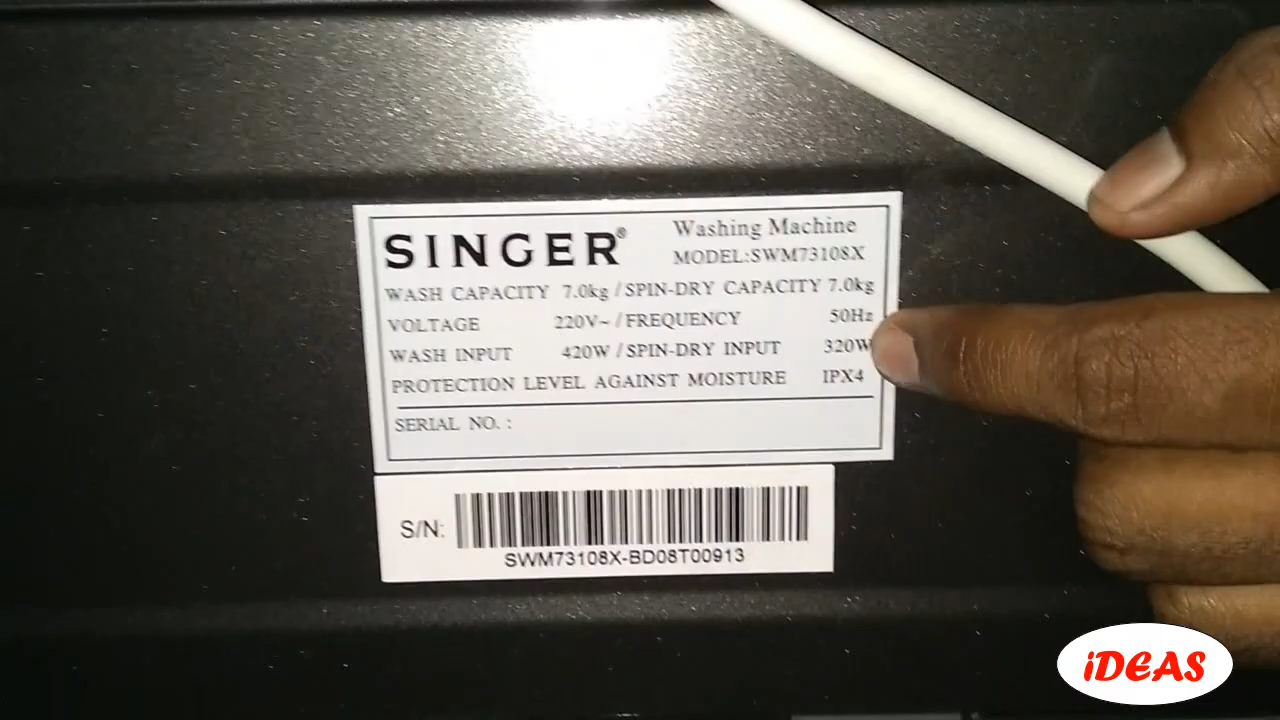 SINGER®
Washing Machine
MODEL:SWM73108X
WASH CAPACITY 7.0kg / SPIN-DRY CAPACITY 7.0kg
VOLTAGE 220V~ / FREQUENCY 50Hz
WASH INPUT 420W / SPIN-DRY INPUT 320W
PROTECTION LEVEL AGAINST MOISTURE IPX4
SERIAL NO. :
S/N:
SWM73108X-BD08T00913
iDEAS